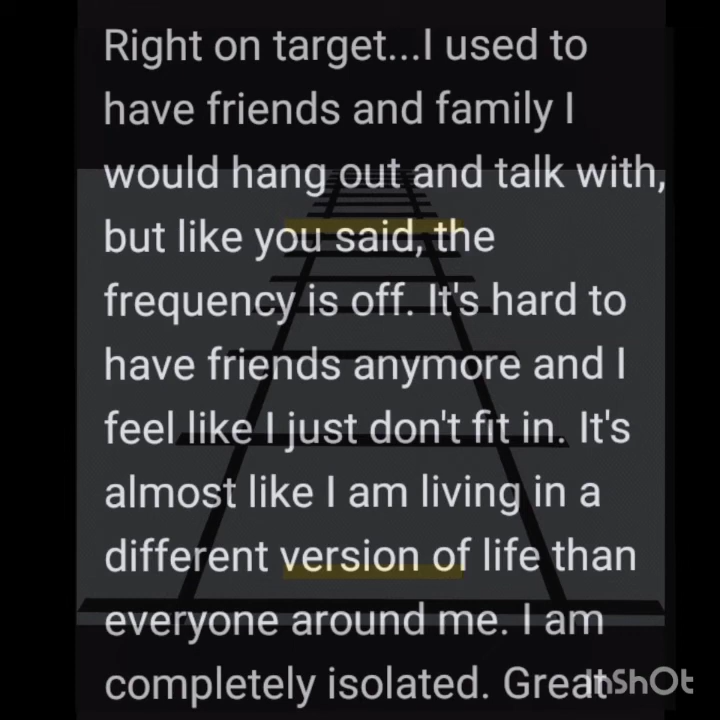 Right on target...I used to
have friends and family I
would hang out and talk with,
but like you said, the
frequency is off. It's hard to
have friends anymore and I
feel like I just don't fit in. It's
almost like I am living in a
different version of life than
everyone around me. I am
completely isolated. Great
InShOt